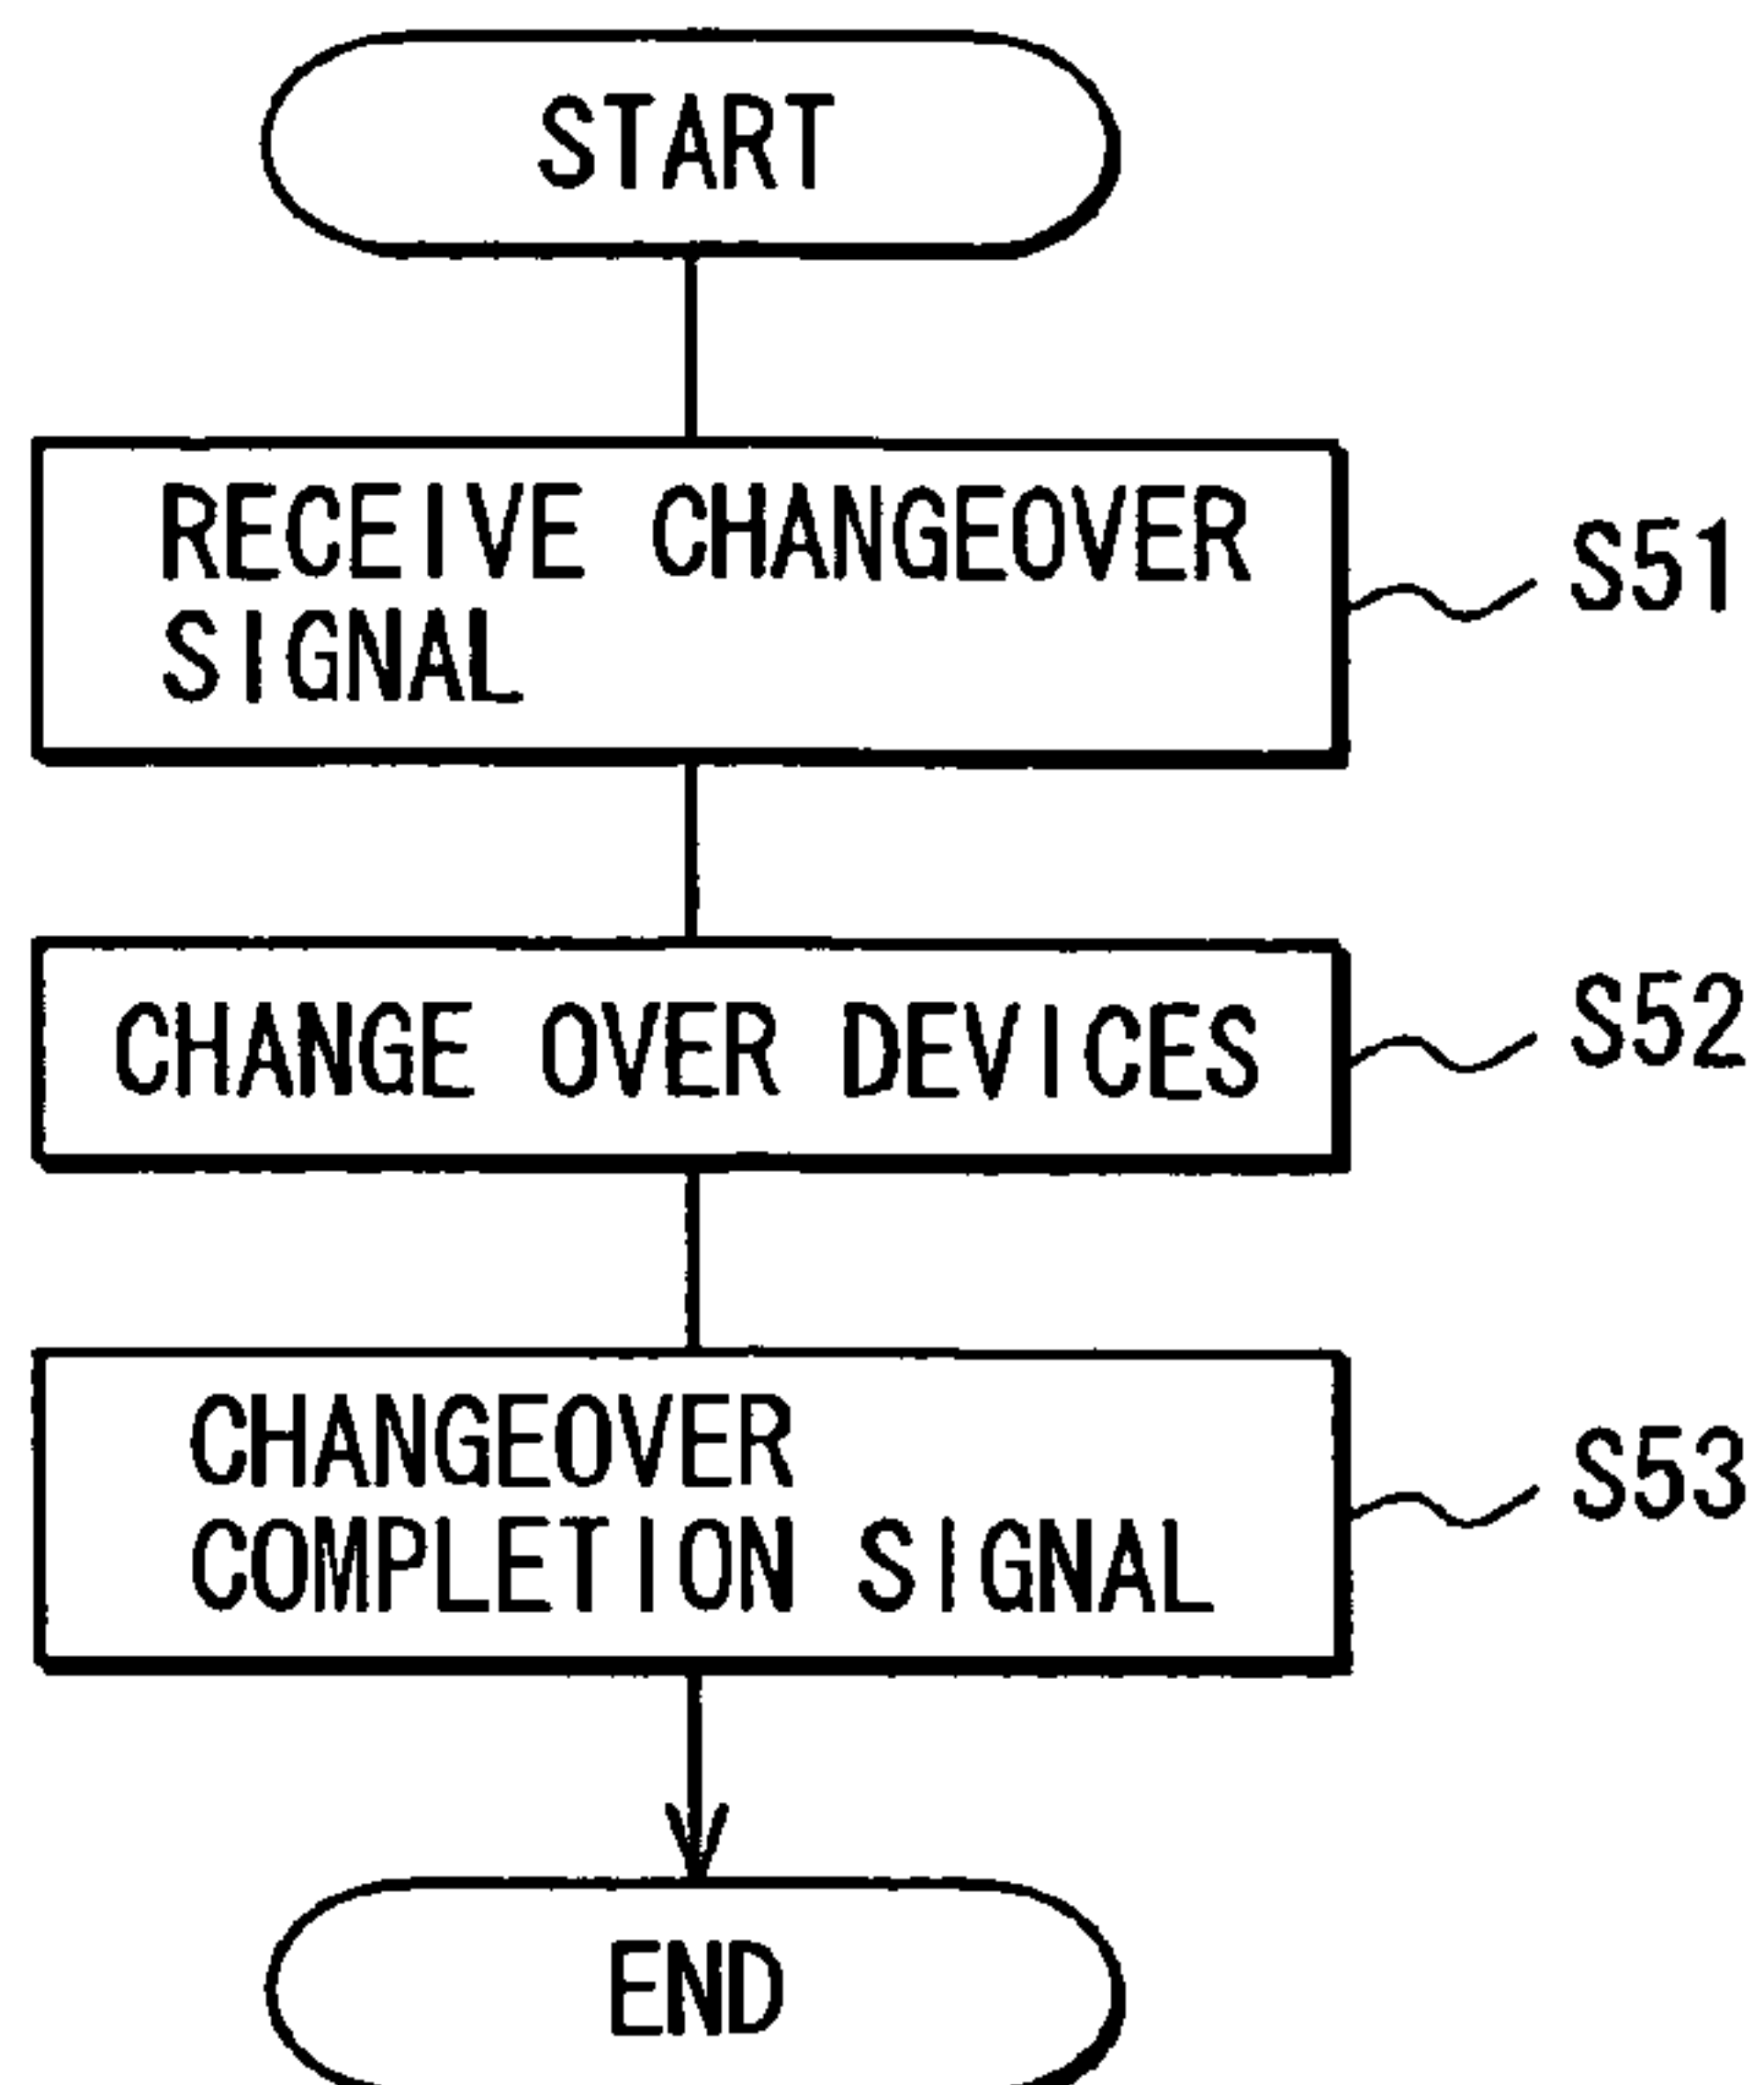 START
RECEIVE CHANGEOVER
SIGNAL
S51
CHANGE OVER DEVICES
S52
CHANGEOVER
COMPLETION SIGNAL
S53
END